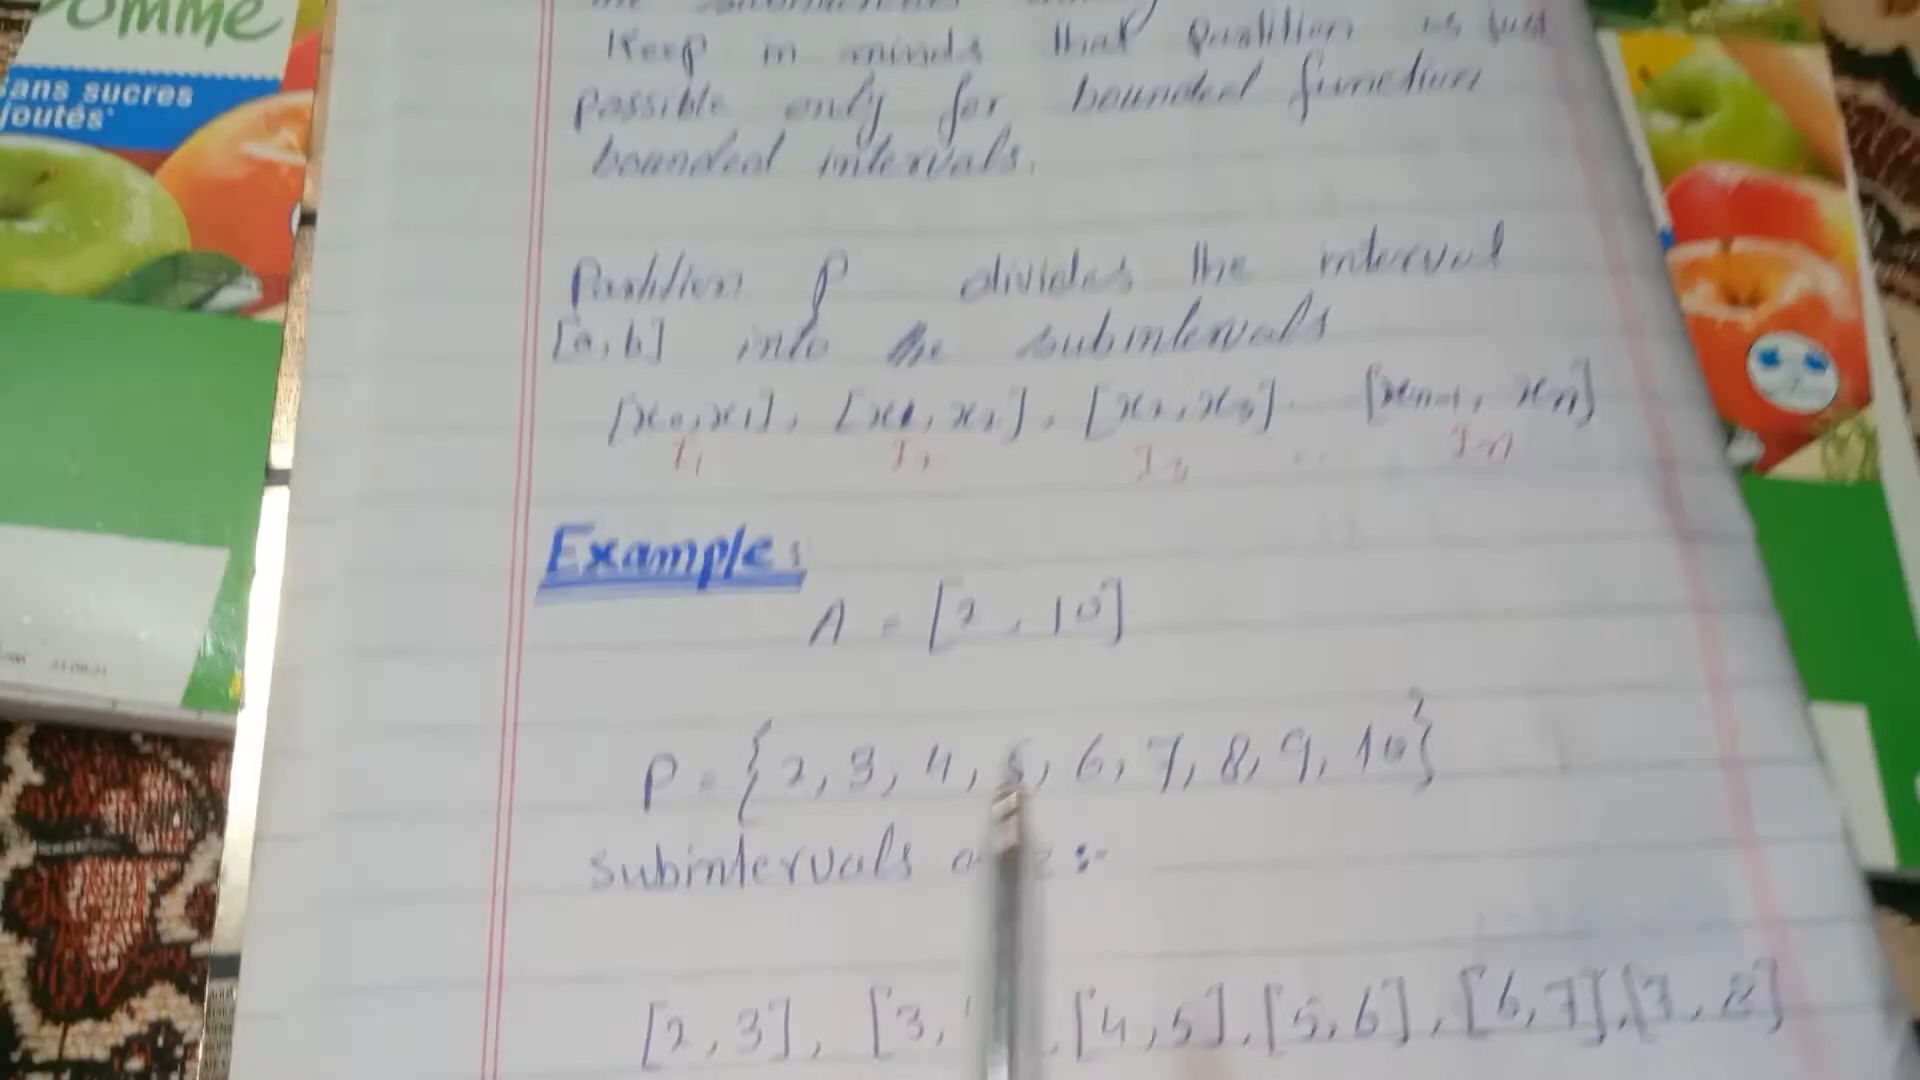 omme
ans sucres
joutés
Keep in minds that partition is just
possible only for bounded function
bounded intervals.
Partition P divides the interval
[a, b] into the subintervals
[x0, x1], [x1, x2], [x2, x3] ... [xn-1, xn]
I1 I2 I3 ... In
Example:
A = [2, 10]
P = {2, 3, 4, 5, 6, 7, 8, 9, 10}
subintervals are :-
[2, 3], [3, , [4, 5], [5, 6], [6, 7], [7, 8]